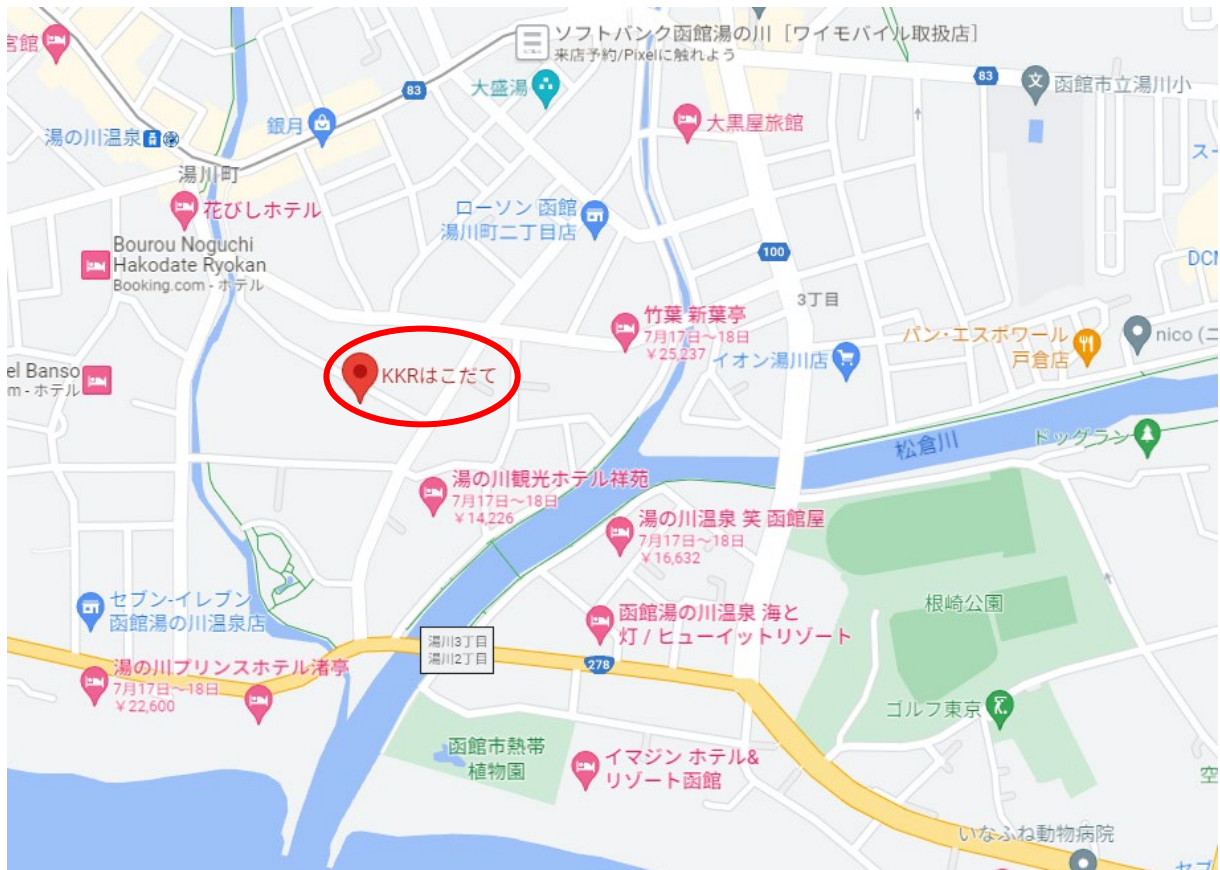 ソフトバンク函館湯の川［ワイモバイル取扱店］
来店予約/Pixelに触れよう
宮館
83
大盛湯
83
函館市立湯川小
銀月
大黒屋旅館
湯の川温泉
スー
湯川町
花びしホテル
ローソン 函館
湯川町二丁目店
Bourou Noguchi
Hakodate Ryokan
Booking.com - ホテル
100
DCM
3丁目
竹葉 新葉亭
7月17日～18日
￥25,237
イオン湯川店
パン・エスポワール
戸倉店
nico (ニ
el Banso
m - ホテル
KKRはこだて
松倉川
ドッグラン
湯の川観光ホテル祥苑
7月17日～18日
￥14,226
湯の川温泉 笑 函館屋
7月17日～18日
￥16,632
セブン-イレブン
函館湯の川温泉店
函館湯の川温泉 海と
灯 / ヒューイットリゾート
根崎公園
湯川3丁目
湯川2丁目
278
湯の川プリンスホテル渚亭
7月17日～18日
￥22,600
ゴルフ東京
函館市熱帯
植物園
イマジン ホテル&
リゾート函館
空
いなふね動物病院
セブ